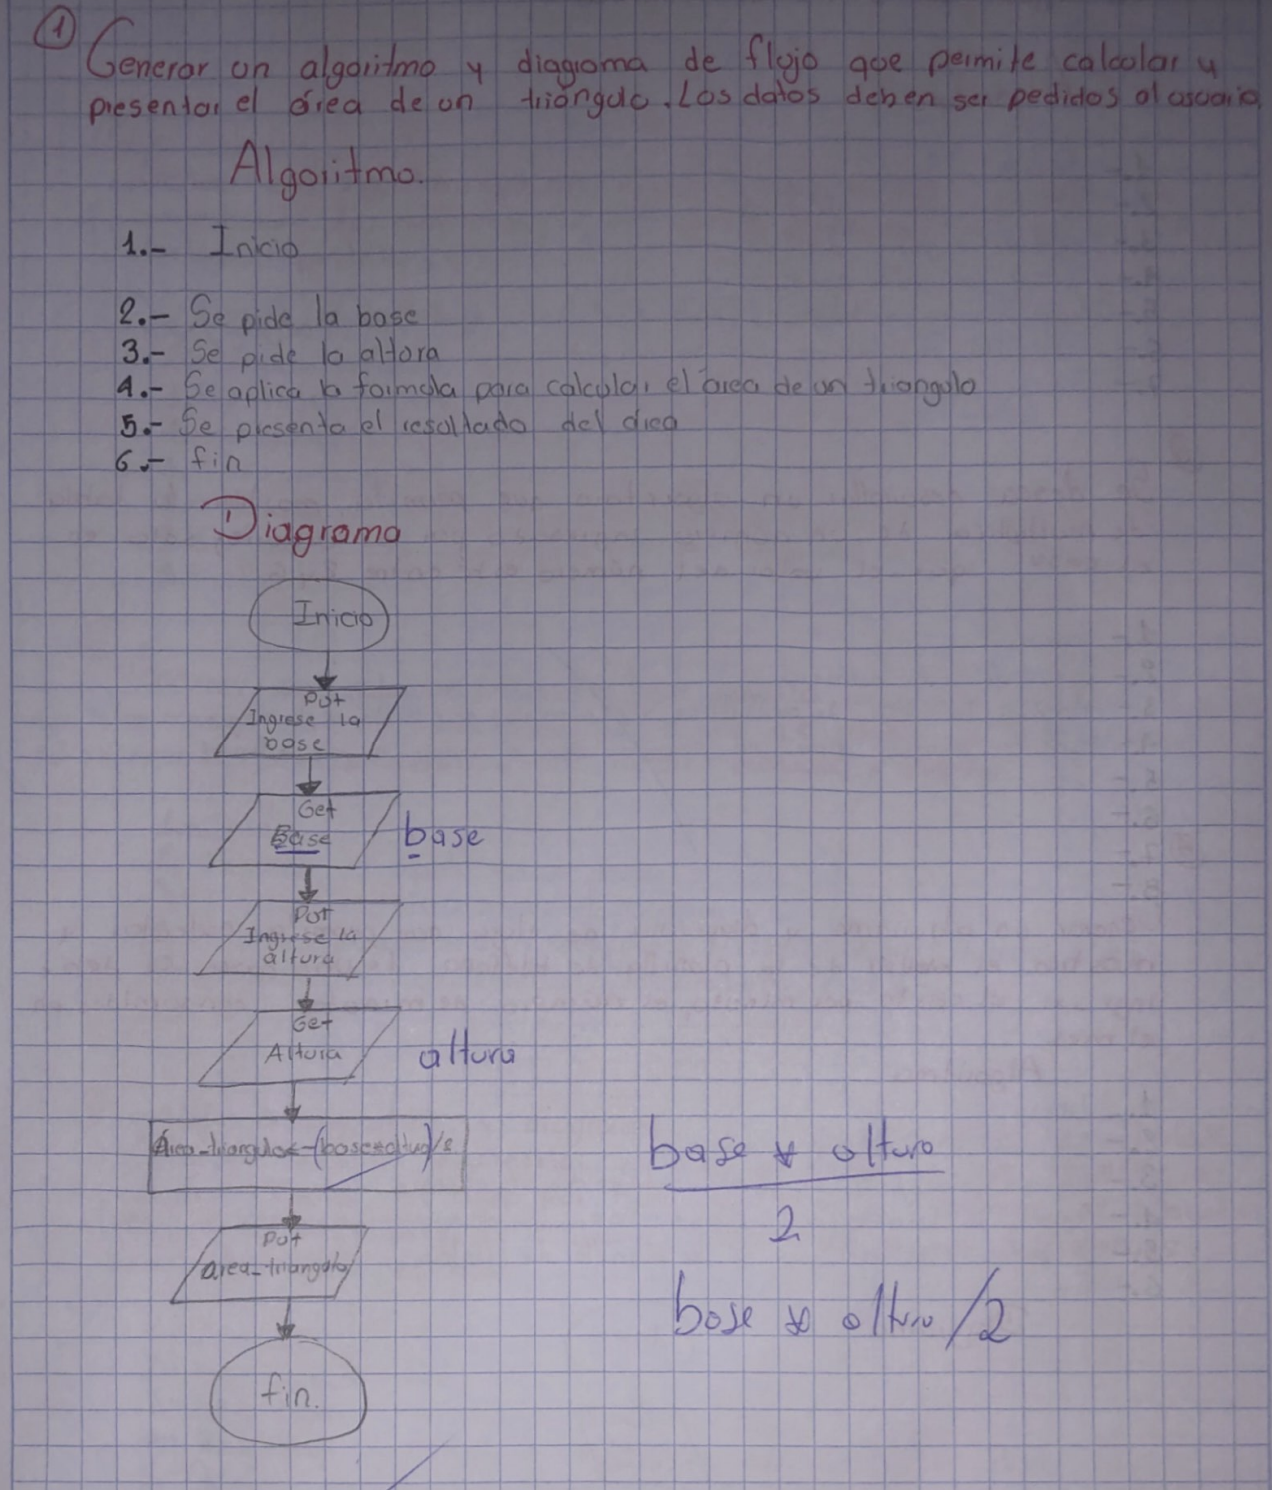 1
Generar un algoritmo y diagrama de flujo que permite calcular y
presentar el área de un triángulo. Los datos deben ser pedidos al usuario
Algoritmo.
1.- Inicio
2.- Se pide la base
3.- Se pide la altura
4.- Se aplica la formula para calcular el área de un triangulo
5.- Se presenta el resultado del área
6.- fin
Diagrama
Inicio
Put
Ingrese la
base
Get
Base base
Put
Ingrese la
altura
Get
Altura altura
Área_triangulo←(base*altura)/2
base * altura
2
Put
area_triangulo
base * altura /2
fin.